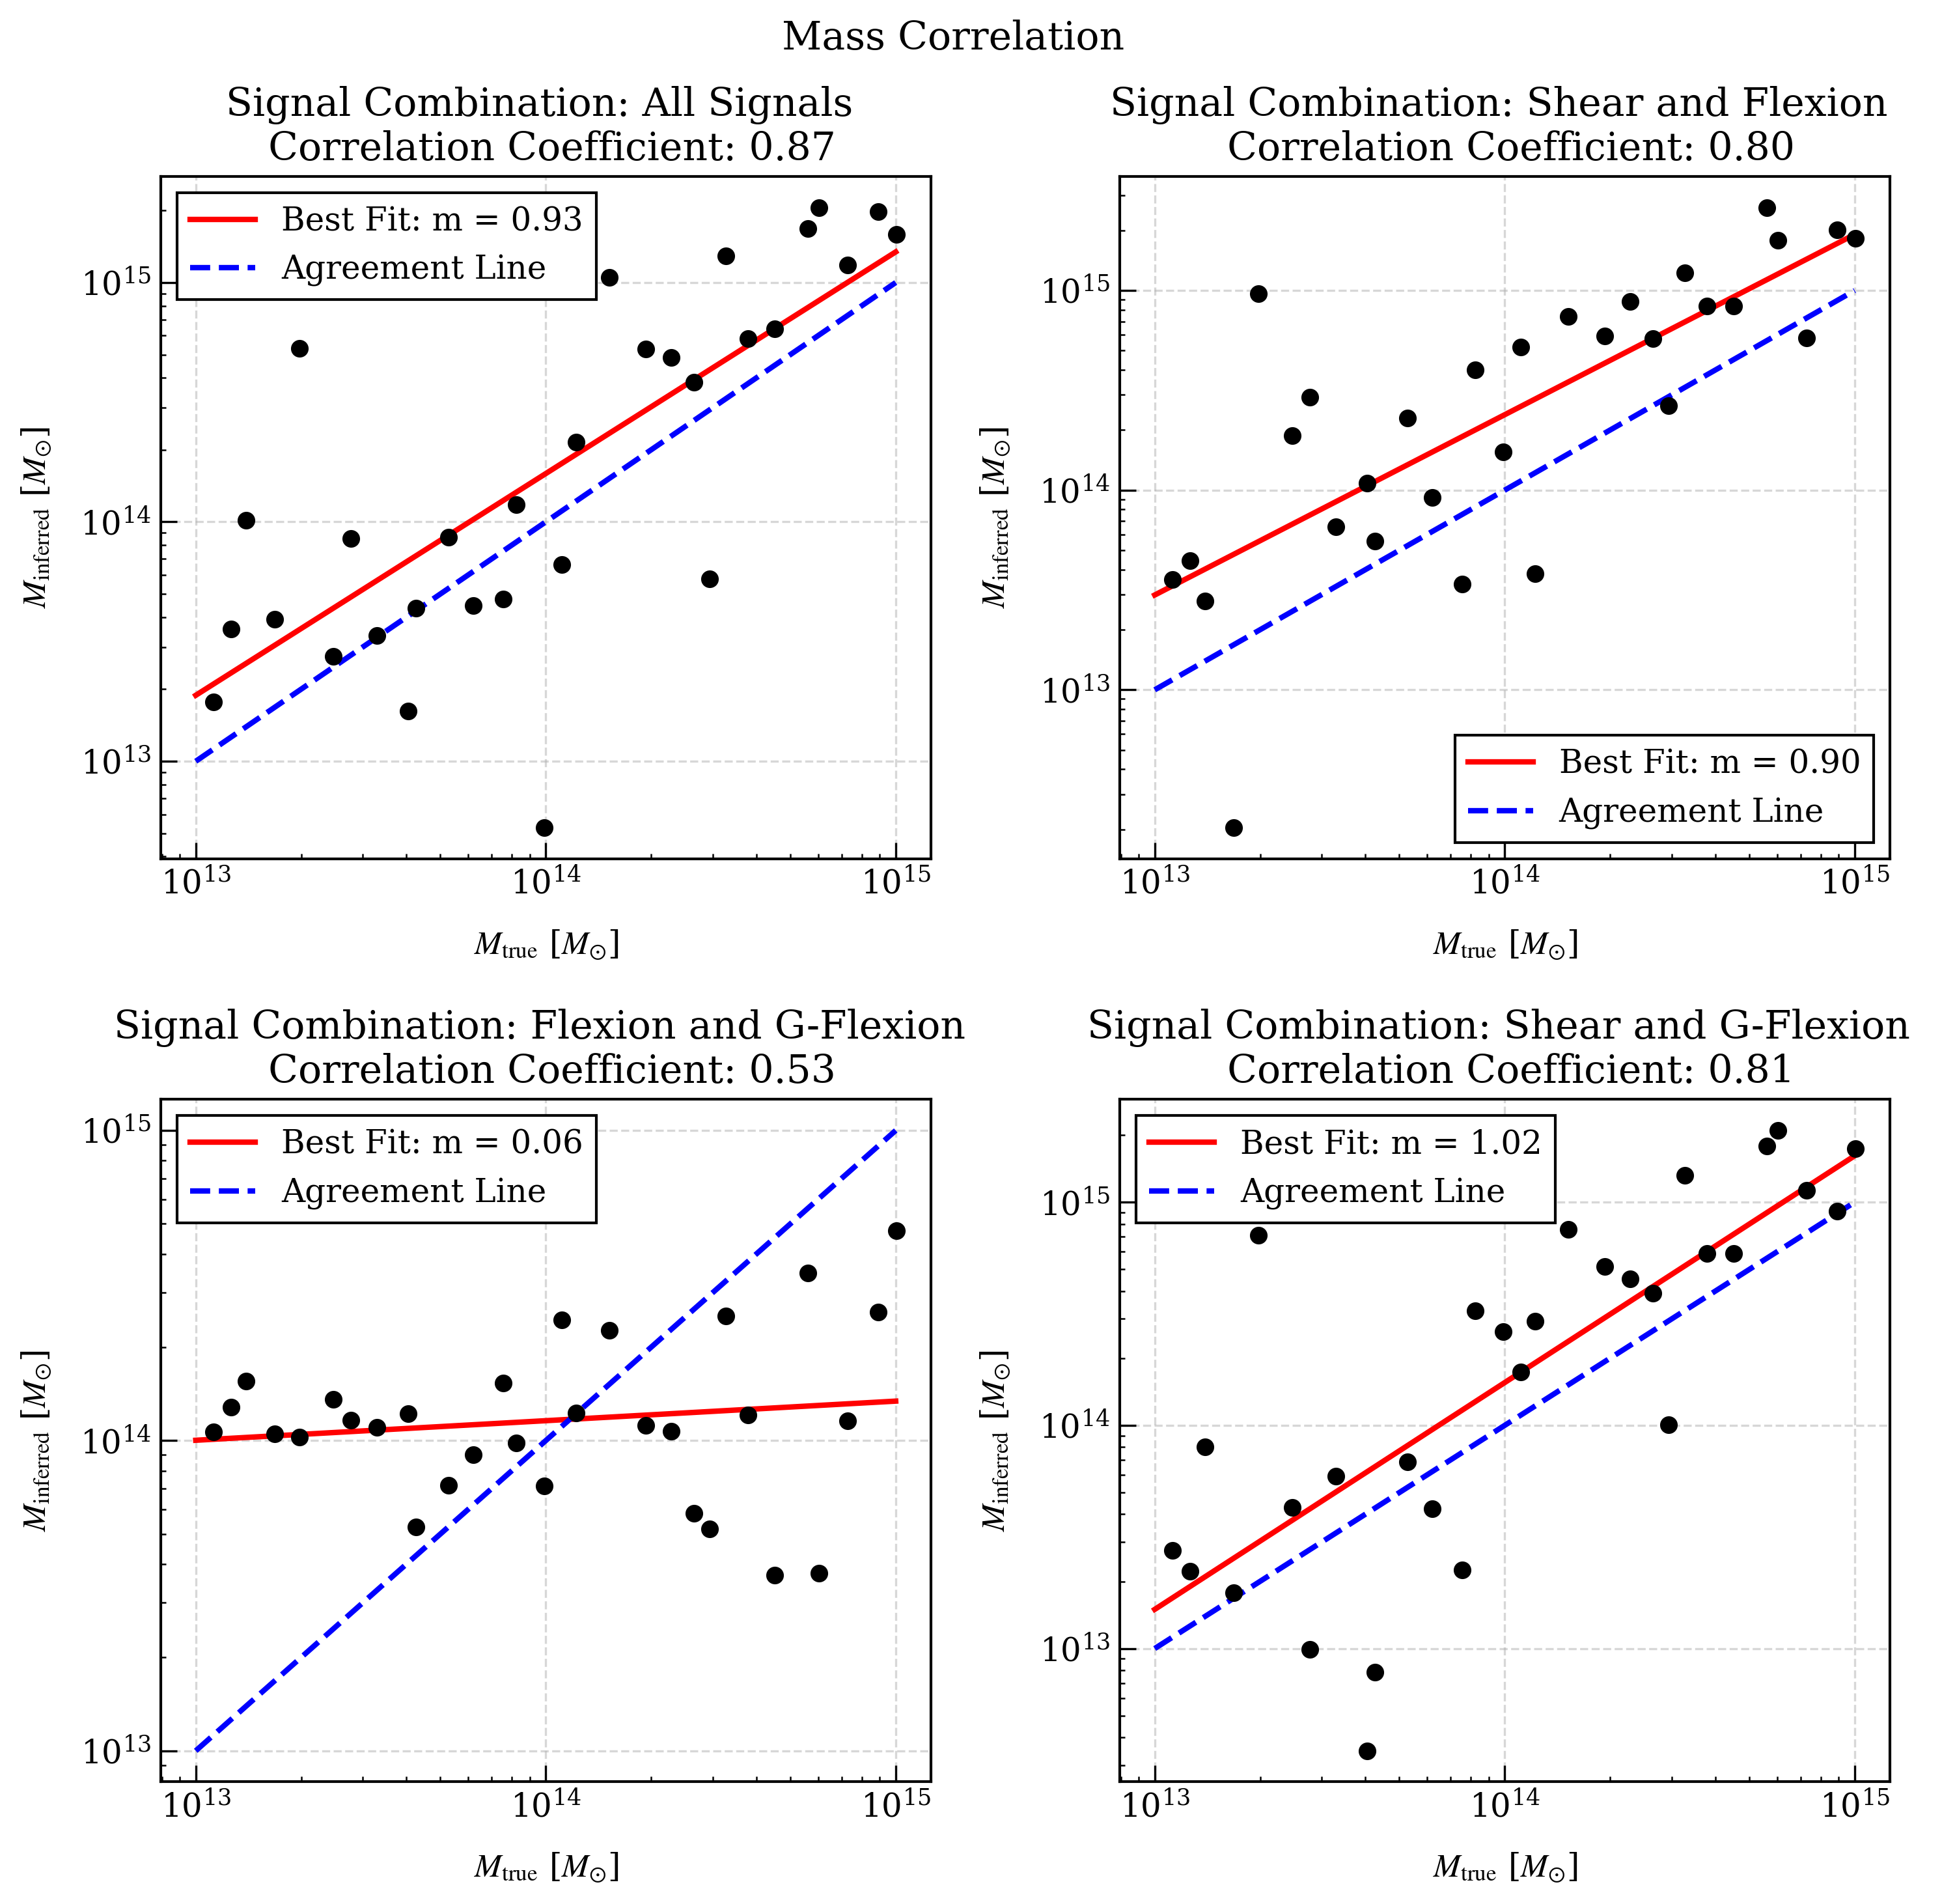 Mass Correlation
Signal Combination: All Signals
Correlation Coefficient: 0.87
Best Fit: m = 0.93
Agreement Line
10^15
10^14
10^13
M_inferred [M_⊙]
10^13 10^14 10^15
M_true [M_⊙]
Signal Combination: Shear and Flexion
Correlation Coefficient: 0.80
10^15
10^14
10^13
M_inferred [M_⊙]
Best Fit: m = 0.90
Agreement Line
10^13 10^14 10^15
M_true [M_⊙]
Signal Combination: Flexion and G-Flexion
Correlation Coefficient: 0.53
Best Fit: m = 0.06
Agreement Line
10^15
10^14
10^13
M_inferred [M_⊙]
10^13 10^14 10^15
M_true [M_⊙]
Signal Combination: Shear and G-Flexion
Correlation Coefficient: 0.81
Best Fit: m = 1.02
Agreement Line
10^15
10^14
10^13
M_inferred [M_⊙]
10^13 10^14 10^15
M_true [M_⊙]